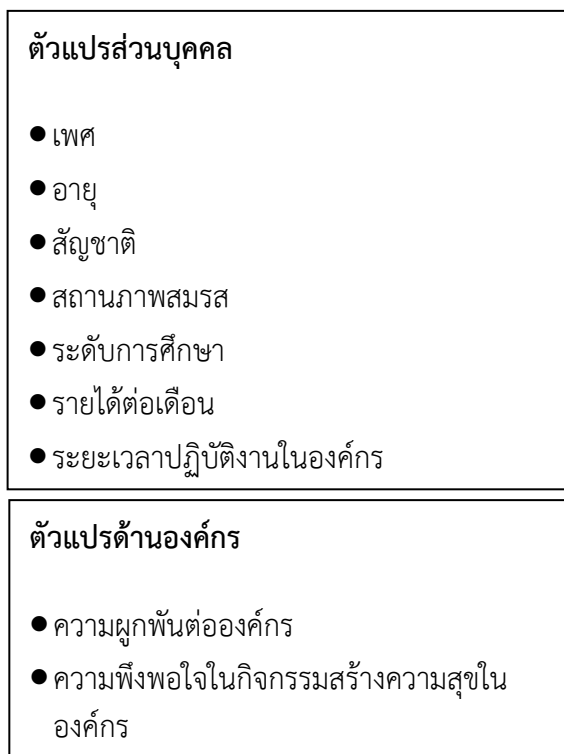 ตัวแปรส่วนบุคคล
● เพศ
● อายุ
● สัญชาติ
● สถานภาพสมรส
● ระดับการศึกษา
● รายได้ต่อเดือน
● ระยะเวลาปฏิบัติงานในองค์กร
ตัวแปรด้านองค์กร
● ความผูกพันต่อองค์กร
● ความพึงพอใจในกิจกรรมสร้างความสุขใน
องค์กร